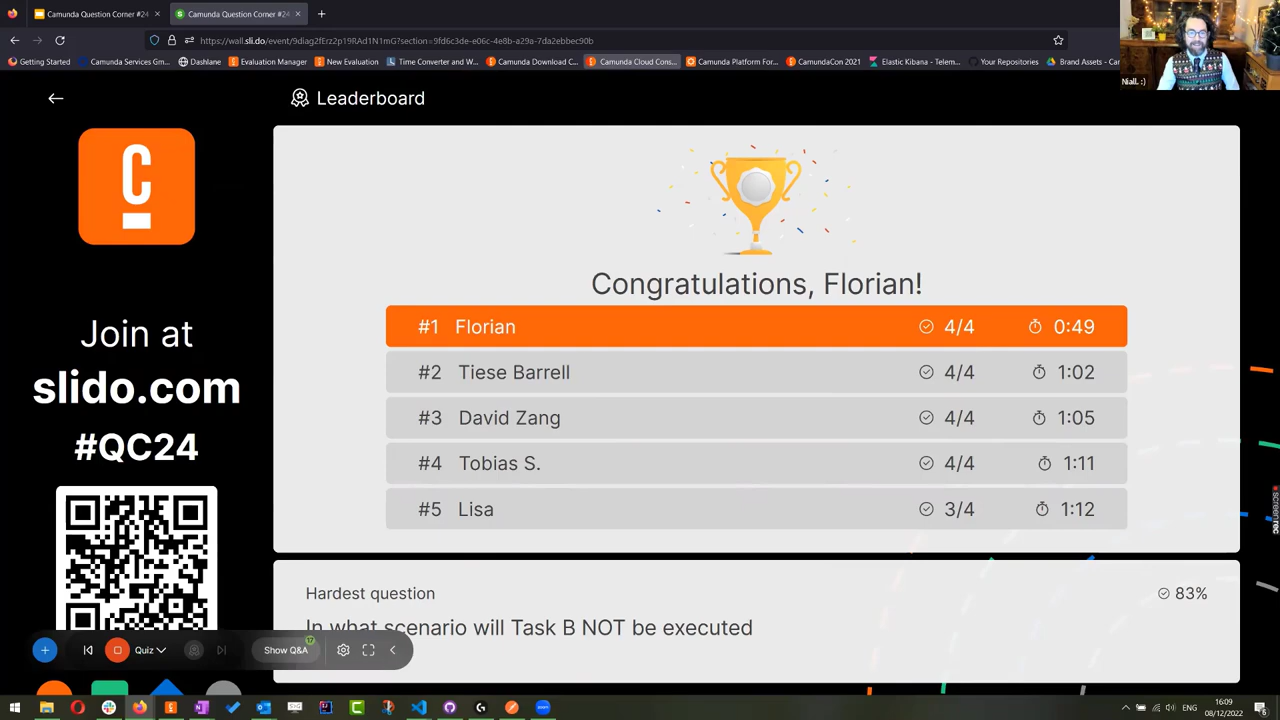 Camunda Question Corner #24
Camunda Question Corner #24
https://wall.sli.do/event/9diag2fErz2p19RAd1N1mG?section=9fd6c3de-e06c-4e8b-a29a-7da2ebbec90b
Getting Started
Camunda Services Gm...
Dashlane
Evaluation Manager
New Evaluation
Time Converter and W...
Camunda Download C...
Camunda Cloud Cons...
Camunda Platform For...
CamundaCon 2021
Elastic Kibana - Telem...
Your Repositories
Brand Assets - Ca
Niall. :)
Leaderboard
C
Join at
slido.com
#QC24
Congratulations, Florian!
#1 Florian 4/4 0:49
#2 Tiese Barrell 4/4 1:02
#3 David Zang 4/4 1:05
#4 Tobias S. 4/4 1:11
#5 Lisa 3/4 1:12
Hardest question 83%
In what scenario will Task B NOT be executed
Quiz
Show Q&A
17
screenrec
ENG
16:09
08/12/2022
6